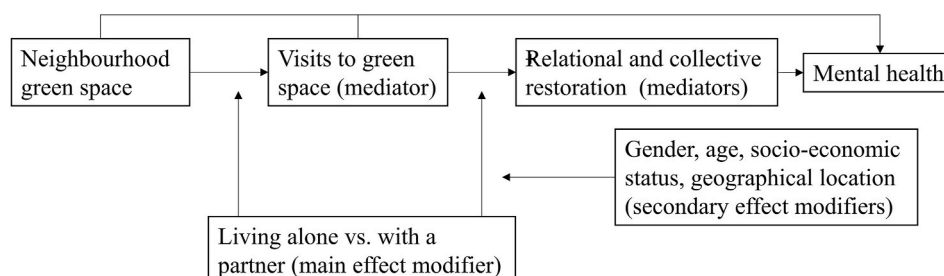 Neighbourhood
green space
Visits to green
space (mediator)
Relational and collective
restoration (mediators)
Mental health
Gender, age, socio-economic
status, geographical location
(secondary effect modifiers)
Living alone vs. with a
partner (main effect modifier)